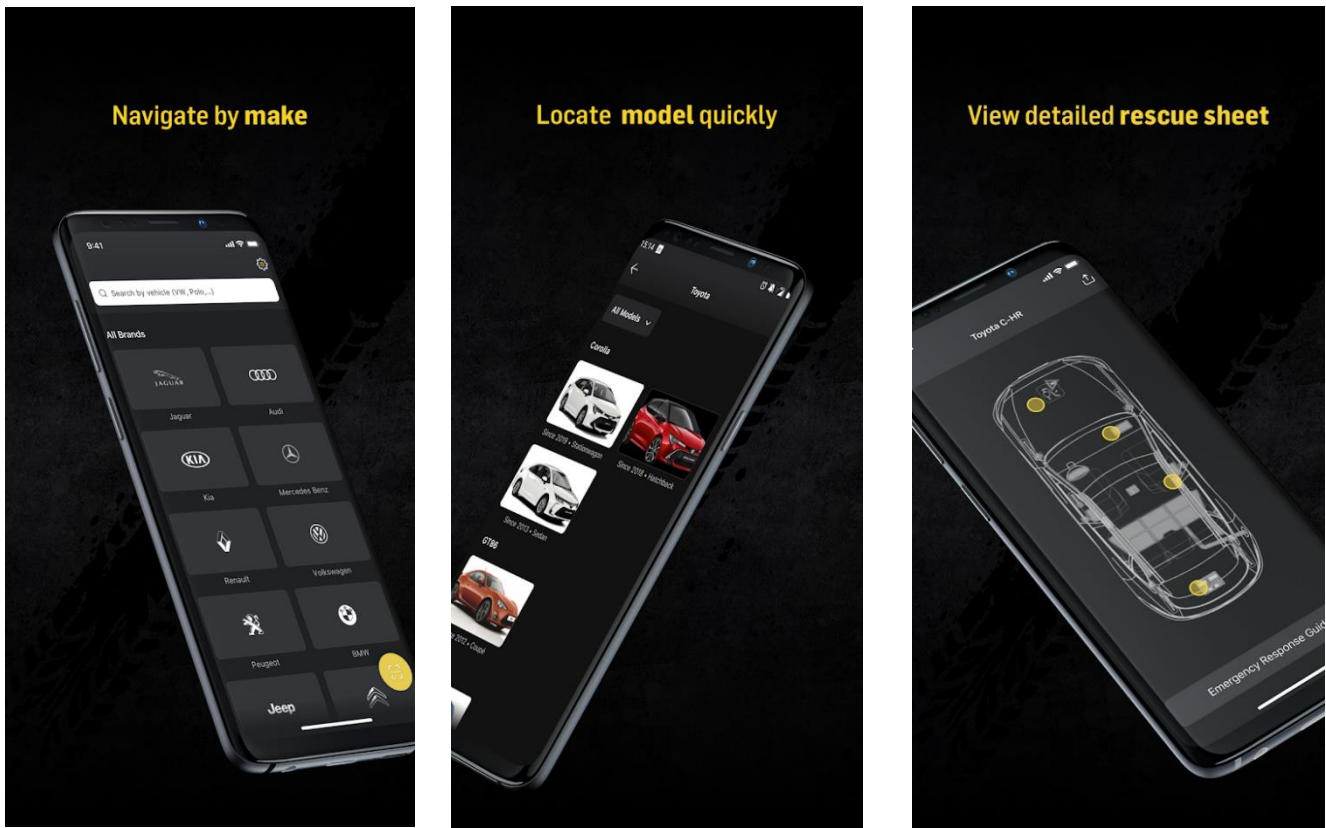 Navigate by make
9:41
Search by vehicle (VW, Polo,...)
All Brands
JAGUAR
Jaguar
Audi
KIA
Kia
Mercedes Benz
Renault
Volkswagen
Peugeot
BMW
Jeep
Locate model quickly
15:14
Toyota
All Models
Corolla
Since 2019 • Stationwagon
Since 2018 • Hatchback
Since 2013 • Sedan
GT86
2012 • Coupé
View detailed rescue sheet
Toyota C-HR
Emergency Response Guid